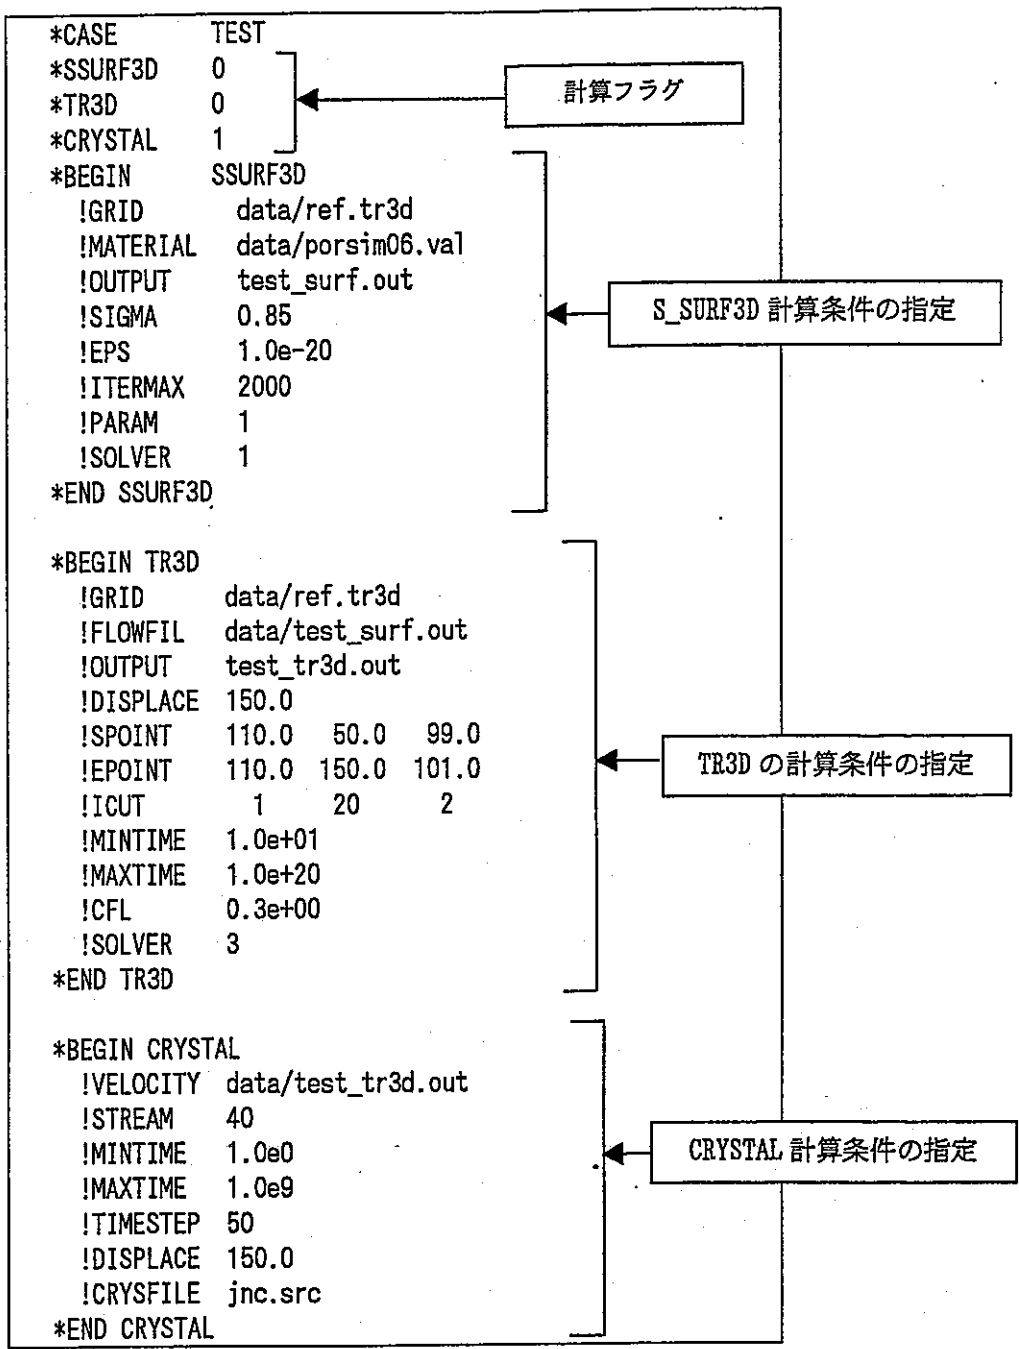 *CASE TEST
*SSURF3D 0
*TR3D 0
*CRYSTAL 1
計算フラグ
*BEGIN SSURF3D
!GRID data/ref.tr3d
!MATERIAL data/porsim06.val
!OUTPUT test_surf.out
!SIGMA 0.85
!EPS 1.0e-20
!ITERMAX 2000
!PARAM 1
!SOLVER 1
*END SSURF3D
S_SURF3D 計算条件の指定
*BEGIN TR3D
!GRID data/ref.tr3d
!FLOWFIL data/test_surf.out
!OUTPUT test_tr3d.out
!DISPLACE 150.0
!SPOINT 110.0 50.0 99.0
!EPOINT 110.0 150.0 101.0
!ICUT 1 20 2
!MINTIME 1.0e+01
!MAXTIME 1.0e+20
!CFL 0.3e+00
!SOLVER 3
*END TR3D
TR3D の計算条件の指定
*BEGIN CRYSTAL
!VELOCITY data/test_tr3d.out
!STREAM 40
!MINTIME 1.0e0
!MAXTIME 1.0e9
!TIMESTEP 50
!DISPLACE 150.0
!CRYSFILE jnc.src
*END CRYSTAL
CRYSTAL 計算条件の指定